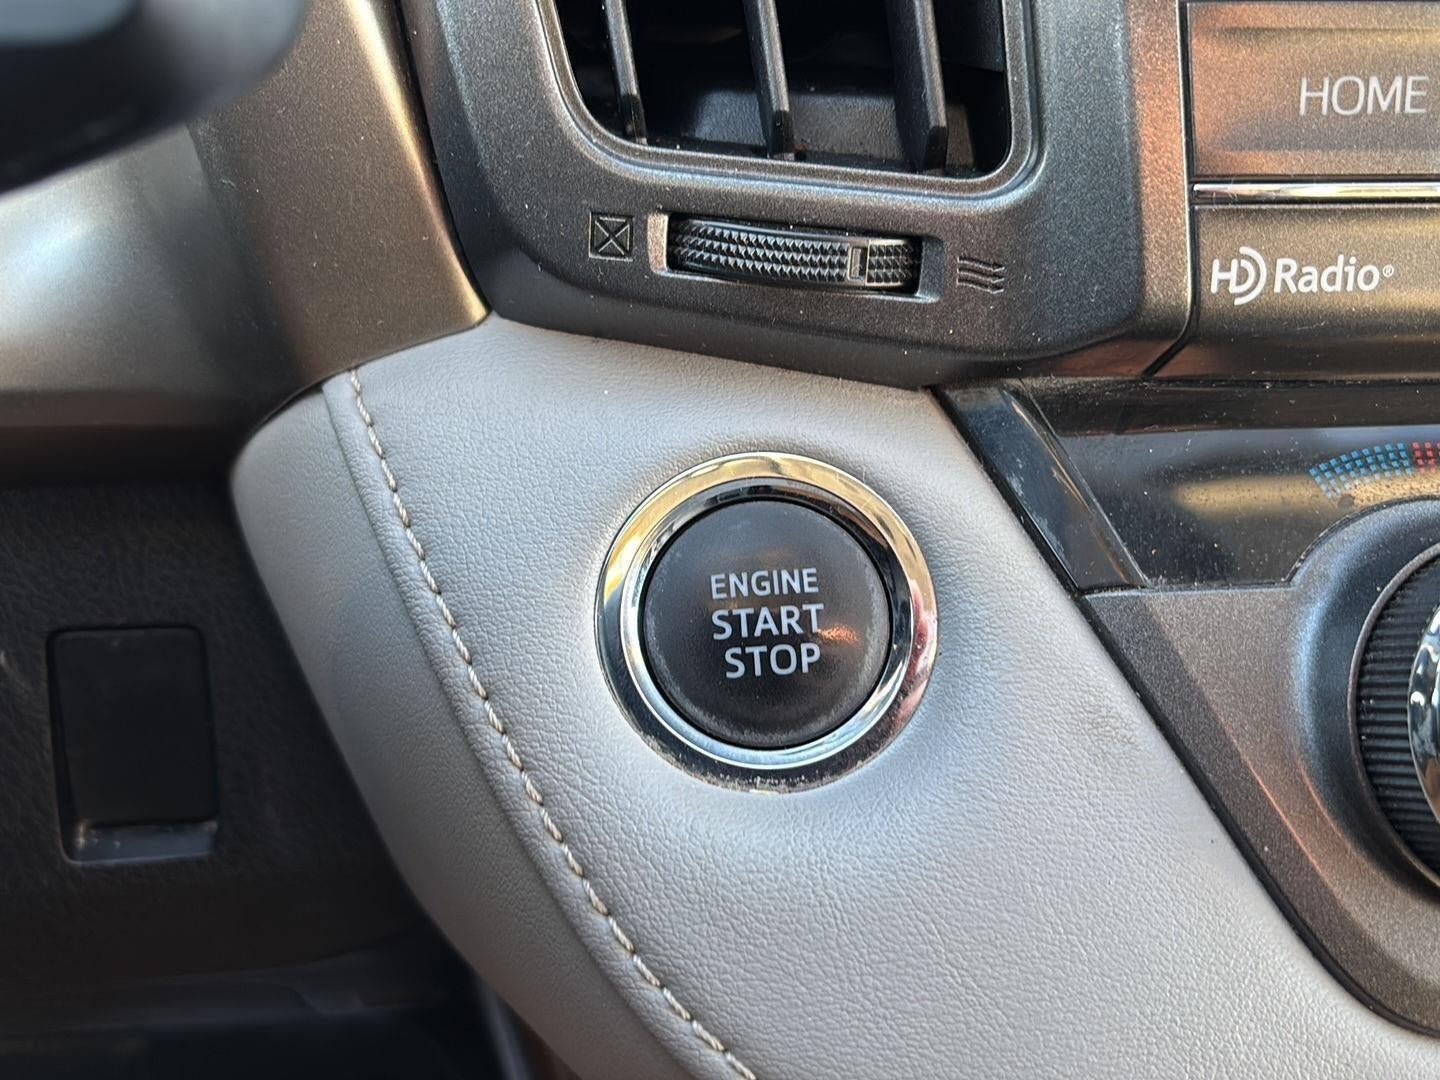 HOME
HD Radio®
ENGINE
START
STOP